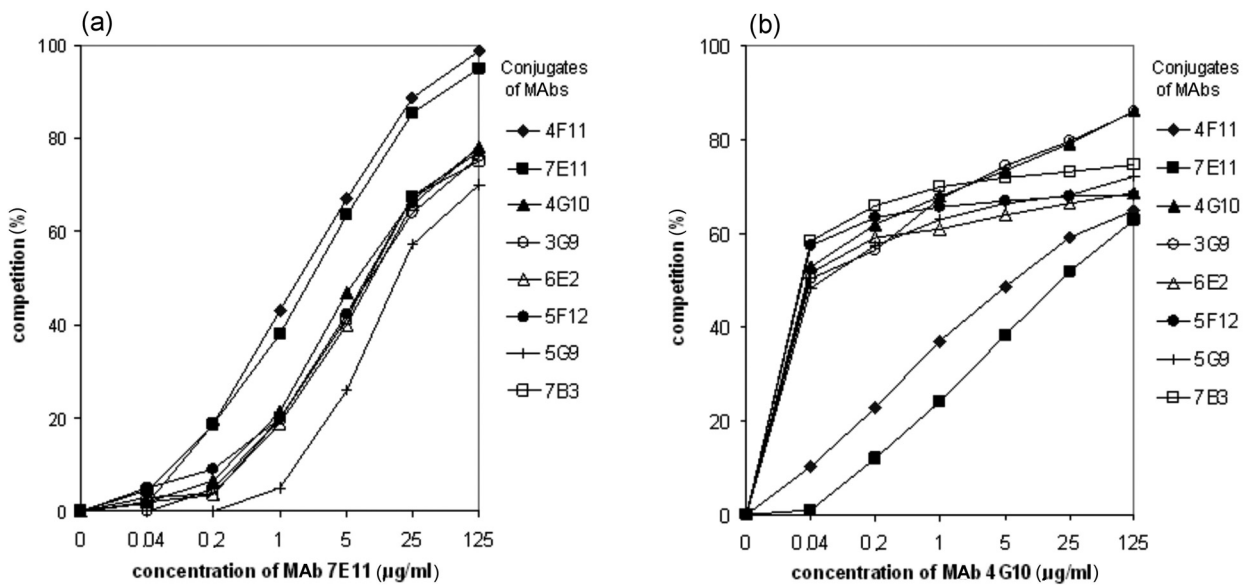 (a)
100
80
60
40
20
0
competition (%)
0 0.04 0,2 1 5 25 125
concentration of MAb 7E11 (µg/ml)
Conjugates
of MAbs
4F11
7E11
4G10
3G9
6E2
5F12
5G9
7B3
(b)
100
80
60
40
20
0
competition (%)
0 0.04 0,2 1 5 25 125
concentration of MAb 4G10 (µg/ml)
Conjugates
of MAbs
4F11
7E11
4G10
3G9
6E2
5F12
5G9
7B3